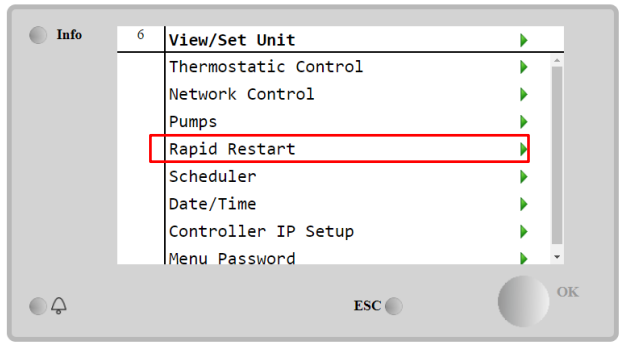 Info
6 View/Set Unit
Thermostatic Control
Network Control
Pumps
Rapid Restart
Scheduler
Date/Time
Controller IP Setup
Menu Password
ESC OK